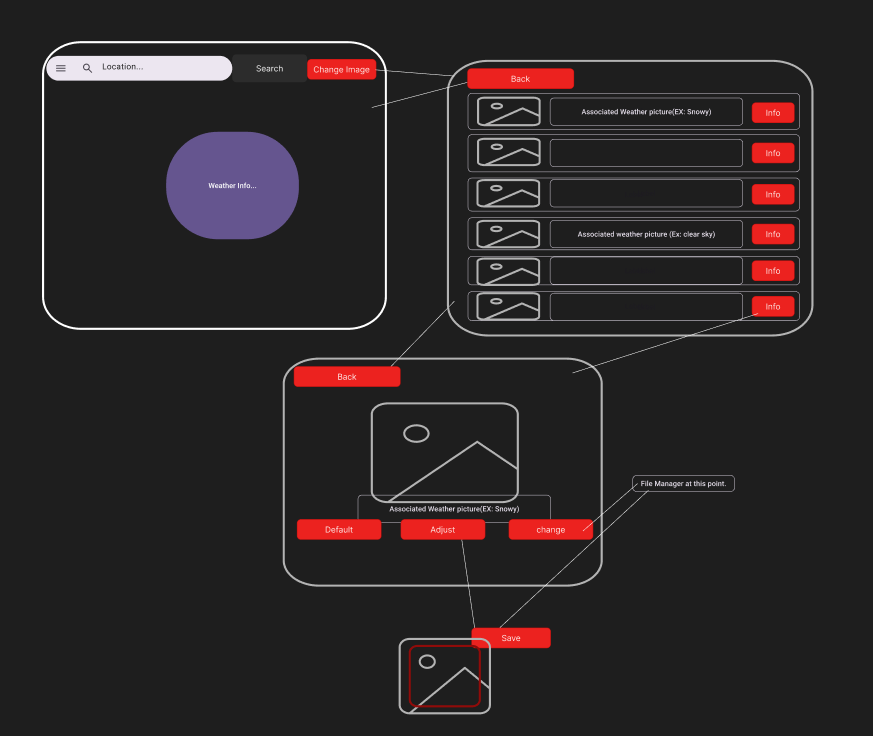 Location...
Search
Change Image
Back
Associated Weather picture(EX: Snowy)
Info
Info
Info
Associated weather picture (Ex: clear sky)
Info
Info
Info
Weather Info...
Back
Associated Weather picture(EX: Snowy)
Default
Adjust
change
File Manager at this point.
Save